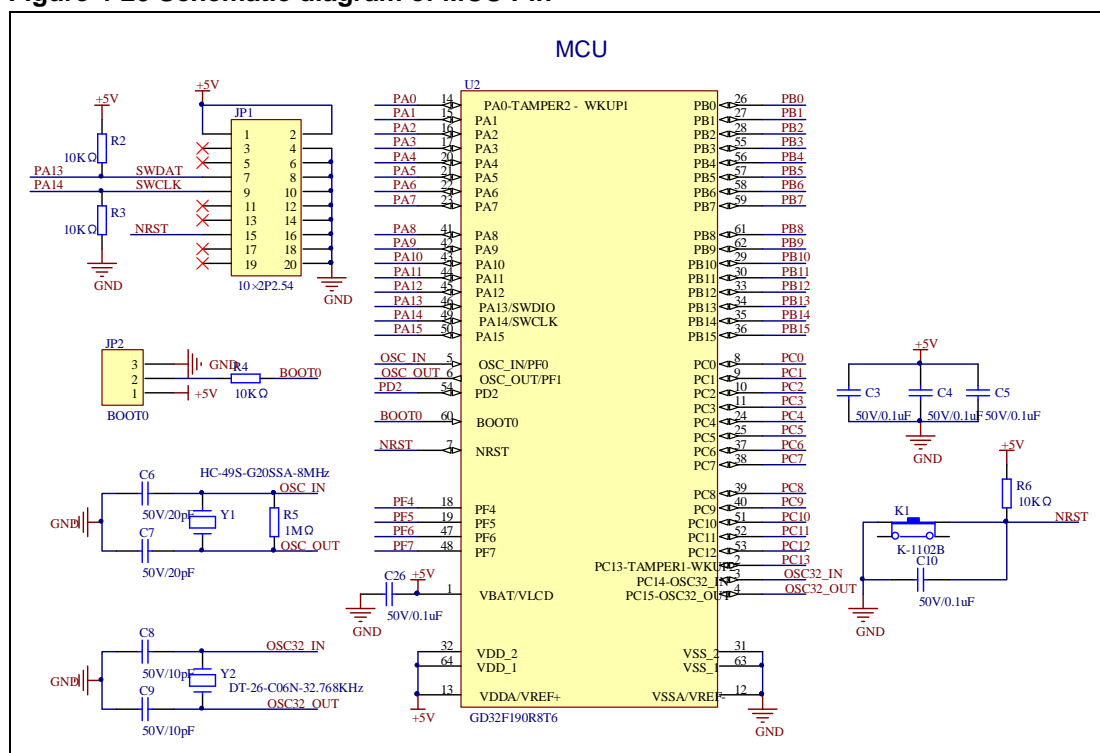 MCU
U2
+5V
+5V
JP1
R2
10KΩ
PA13
SWDAT
PA14
SWCLK
R3
10KΩ
NRST
1 2
3 4
5 6
7 8
9 10
11 12
13 14
15 16
17 18
19 20
GND
GND
10×2P2.54
JP2
3
2
1
GND
R4
BOOT0
+5V
10KΩ
BOOT0
HC-49S-G20SSA-8MHz
C6
OSC_IN
50V/20pF
Y1
R5
GND
1MΩ
C7
OSC_OUT
50V/20pF
C8
OSC32_IN
50V/10pF
Y2
GND
DT-26-C06N-32.768KHz
C9
OSC32_OUT
50V/10pF
PA0 14 PA0-TAMPER2 - WKUP1
PA1 15 PA1
PA2 16 PA2
PA3 17 PA3
PA4 20 PA4
PA5 21 PA5
PA6 22 PA6
PA7 23 PA7
PA8 41 PA8
PA9 42 PA9
PA10 43 PA10
PA11 44 PA11
PA12 45 PA12
PA13 46 PA13/SWDIO
PA14 49 PA14/SWCLK
PA15 50 PA15
OSC_IN 5 OSC_IN/PF0
OSC_OUT 6 OSC_OUT/PF1
PD2 54 PD2
BOOT0 60 BOOT0
NRST 7 NRST
PF4 18 PF4
PF5 19 PF5
PF6 47 PF6
PF7 48 PF7
C26
+5V
1 VBAT/VLCD
50V/0.1uF
GND
32 VDD_2
64 VDD_1
13 VDDA/VREF+
+5V
GD32F190R8T6
PB0 26 PB0
PB1 27 PB1
PB2 28 PB2
PB3 55 PB3
PB4 56 PB4
PB5 57 PB5
PB6 58 PB6
PB7 59 PB7
PB8 61 PB8
PB9 62 PB9
PB10 29 PB10
PB11 30 PB11
PB12 33 PB12
PB13 34 PB13
PB14 35 PB14
PB15 36 PB15
PC0 8 PC0
PC1 9 PC1
PC2 10 PC2
PC3 11 PC3
PC4 24 PC4
PC5 25 PC5
PC6 37 PC6
PC7 38 PC7
PC8 39 PC8
PC9 40 PC9
PC10 51 PC10
PC11 52 PC11
PC12 53 PC12
PC13-TAMPER1-WKUP2 2 PC13
PC14-OSC32_IN 3 OSC32_IN
PC15-OSC32_OUT 4 OSC32_OUT
VSS_2 31
VSS_1 63
VSSA/VREF- 12
GND
+5V
C3 C4 C5
50V/0.1uF 50V/0.1uF 50V/0.1uF
GND
+5V
R6
10KΩ
K1
NRST
K-1102B
C10
50V/0.1uF
GND